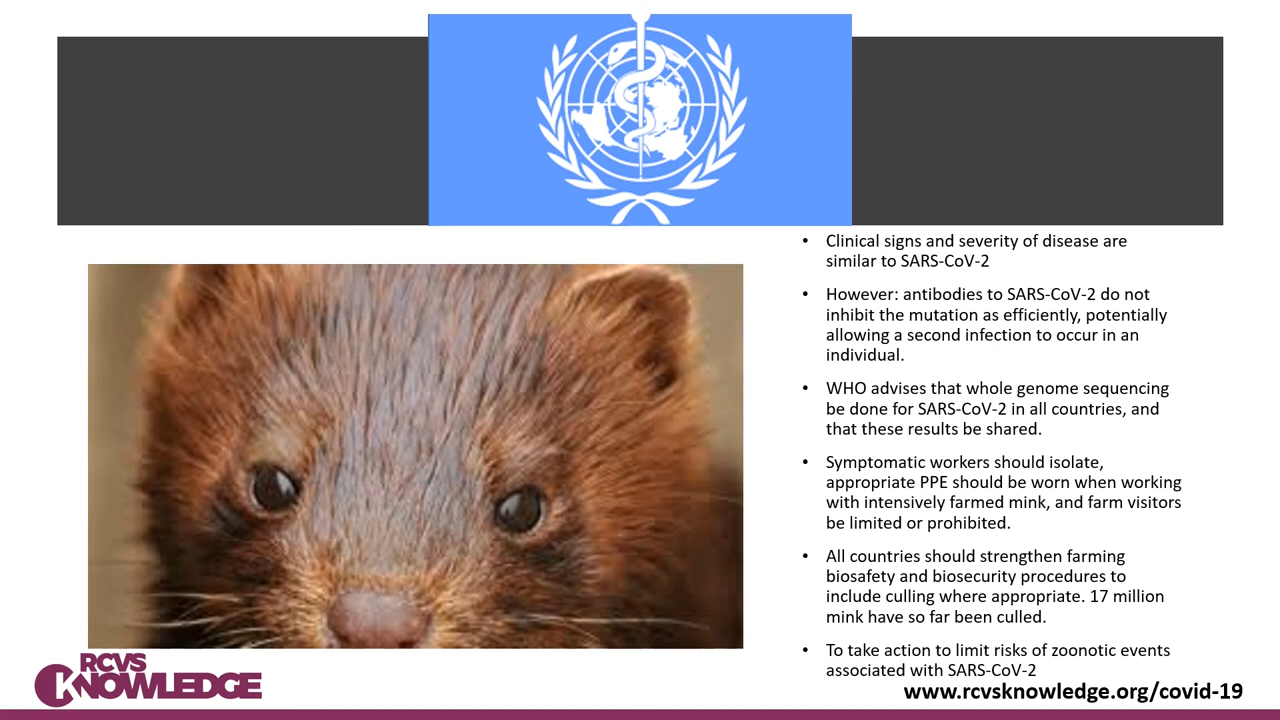 • Clinical signs and severity of disease are
similar to SARS-CoV-2
• However: antibodies to SARS-CoV-2 do not
inhibit the mutation as efficiently, potentially
allowing a second infection to occur in an
individual.
• WHO advises that whole genome sequencing
be done for SARS-CoV-2 in all countries, and
that these results be shared.
• Symptomatic workers should isolate,
appropriate PPE should be worn when working
with intensively farmed mink, and farm visitors
be limited or prohibited.
• All countries should strengthen farming
biosafety and biosecurity procedures to
include culling where appropriate. 17 million
mink have so far been culled.
• To take action to limit risks of zoonotic events
associated with SARS-CoV-2
RCVS
KNOWLEDGE
www.rcvsknowledge.org/covid-19